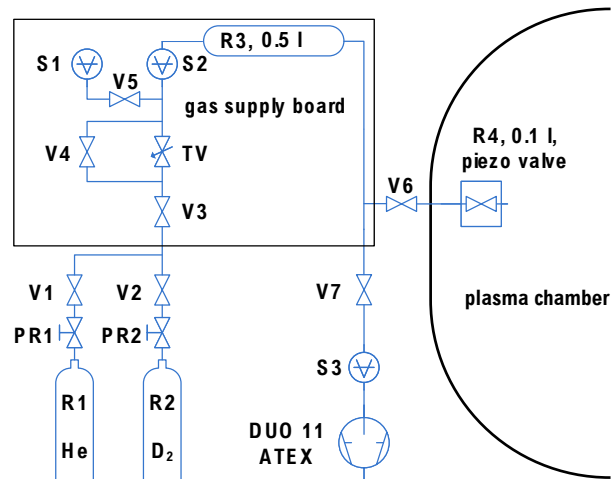 R3, 0.5 l
S1
S2
V5
gas supply board
V4
TV
R4, 0.1 l,
piezo valve
V6
V3
V1
V2
V7
plasma chamber
PR1
PR2
S3
R1
R2
He
D₂
DUO 11
ATEX